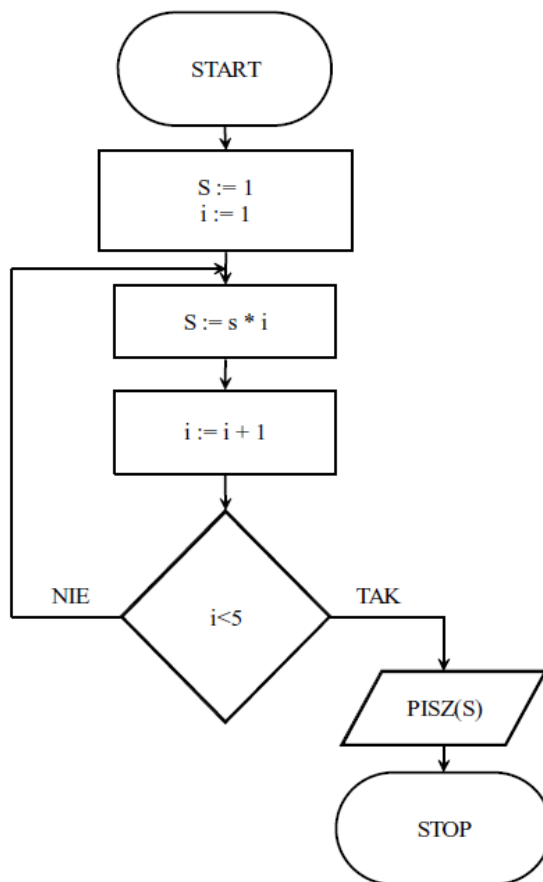 START
S := 1
i := 1
S := s * i
i := i + 1
NIE
i<5
TAK
PISZ(S)
STOP